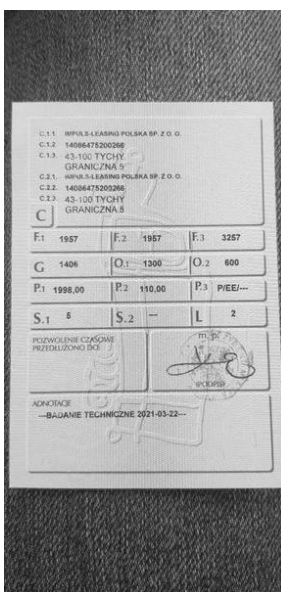 C.1.1. IMPULS-LEASING POLSKA SP. Z O. O.
C.1.2 14086475200266
C.1.3. 43-100 TYCHY
GRANICZNA 5
C.2.1. IMPULS-LEASING POLSKA SP. Z O. O.
C.2.2. 14086475200266
C.2.3 43-100 TYCHY
C GRANICZNA 5
F.1 1957 F.2 1957 F.3 3257
G 1406 O.1 1300 O.2 600
P.1 1998,00 P.2 110,00 P.3 P/EE/---
S.1 5 S.2 --- L 2
POZWOLENIE CZASOWE
PRZEDŁUŻONO DO:
m. p.
(PODPIS)
ADNOTACJE
---BADANIE TECHNICZNE 2021-03-22---